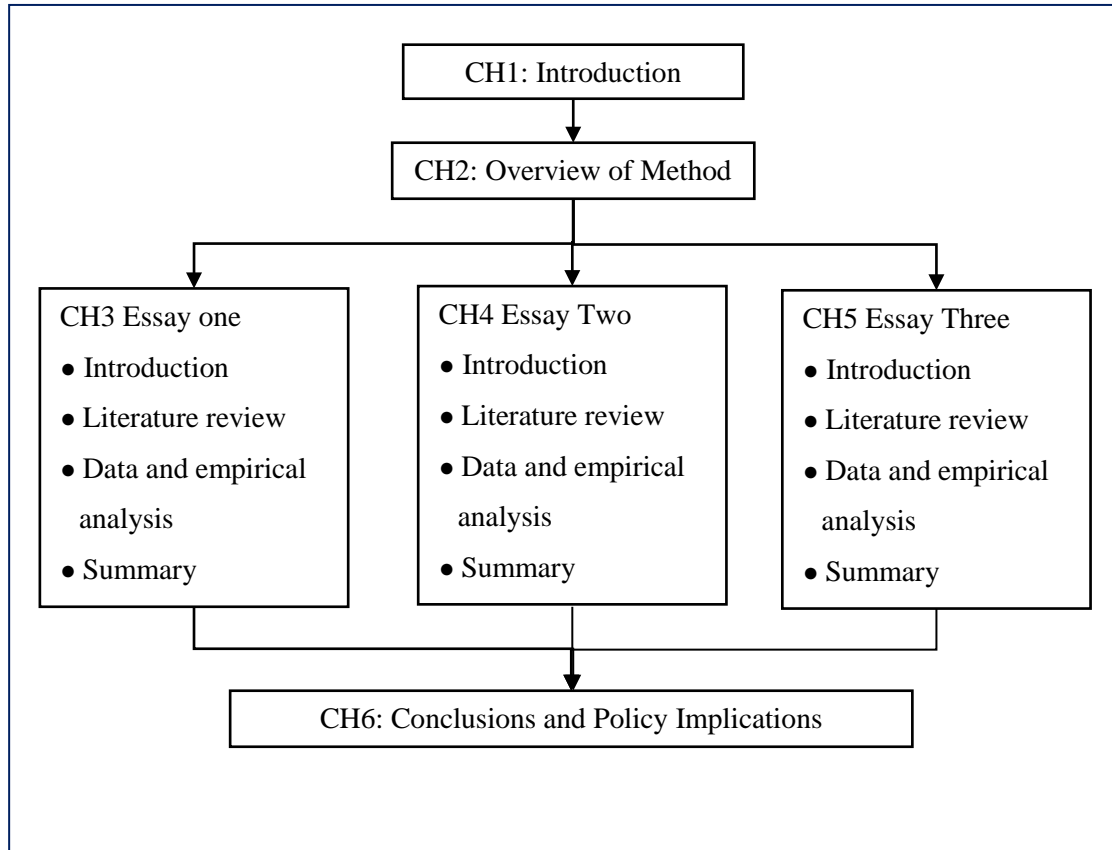 CH1: Introduction
CH2: Overview of Method
CH3 Essay one
● Introduction
● Literature review
● Data and empirical
analysis
● Summary
CH4 Essay Two
● Introduction
● Literature review
● Data and empirical
analysis
● Summary
CH5 Essay Three
● Introduction
● Literature review
● Data and empirical
analysis
● Summary
CH6: Conclusions and Policy Implications